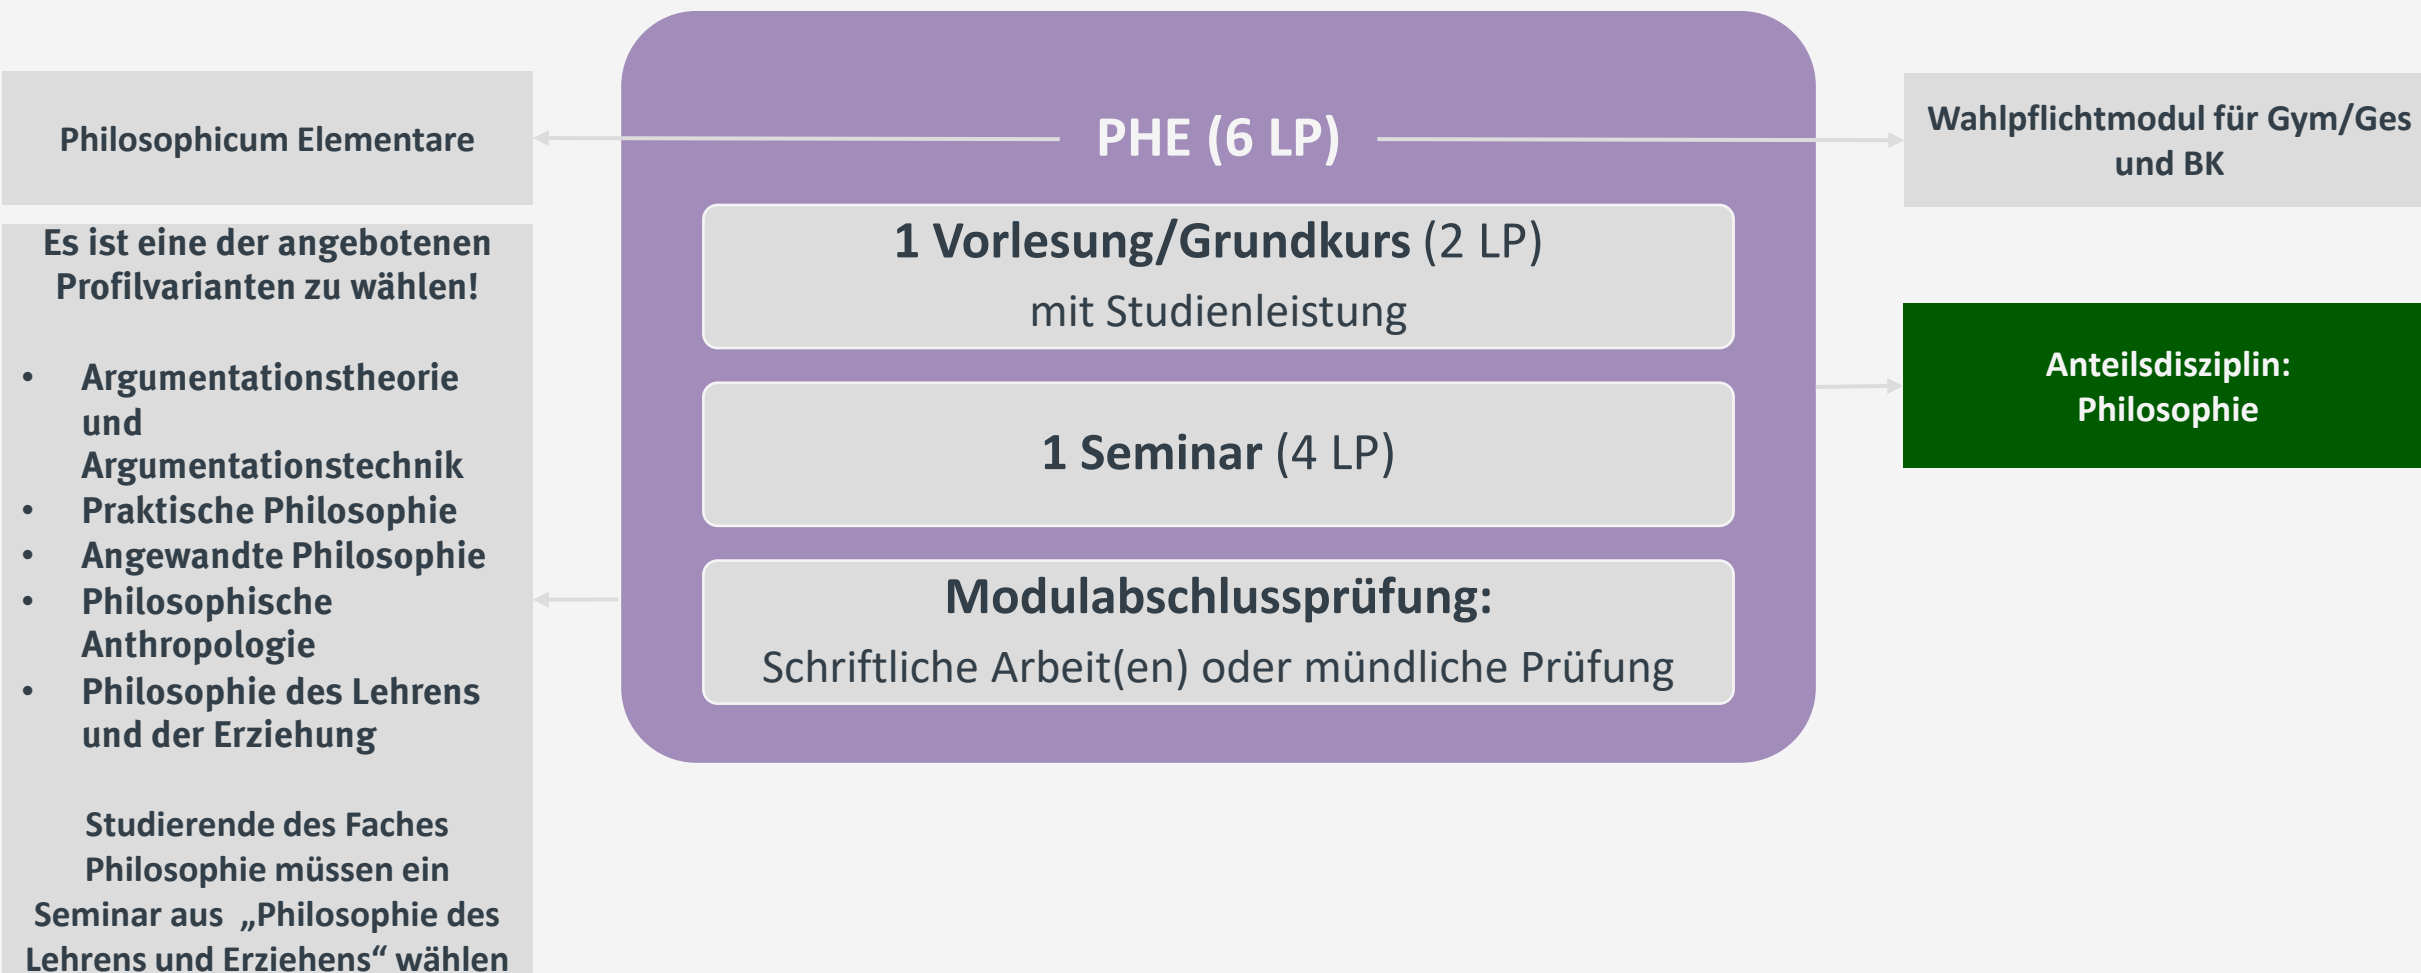 Philosophicum Elementare
Es ist eine der angebotenen
Profilvarianten zu wählen!
• Argumentationstheorie
und
Argumentationstechnik
• Praktische Philosophie
• Angewandte Philosophie
• Philosophische
Anthropologie
• Philosophie des Lehrens
und der Erziehung
Studierende des Faches
Philosophie müssen ein
Seminar aus „Philosophie des
Lehrens und Erziehens“ wählen
PHE (6 LP)
1 Vorlesung/Grundkurs (2 LP)
mit Studienleistung
1 Seminar (4 LP)
Modulabschlussprüfung:
Schriftliche Arbeit(en) oder mündliche Prüfung
Wahlpflichtmodul für Gym/Ges
und BK
Anteilsdisziplin:
Philosophie